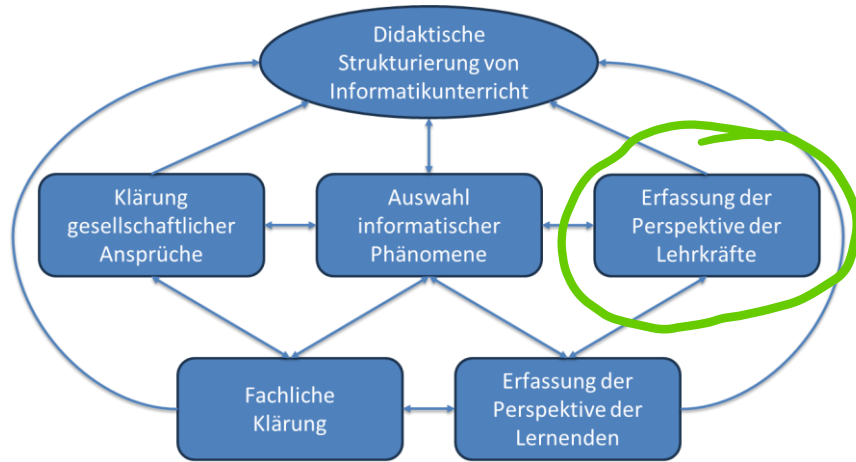 Didaktische
Strukturierung von
Informatikunterricht
Klärung
gesellschaftlicher
Ansprüche
Auswahl
informatischer
Phänomene
Erfassung der
Perspektive der
Lehrkräfte
Fachliche
Klärung
Erfassung der
Perspektive der
Lernenden